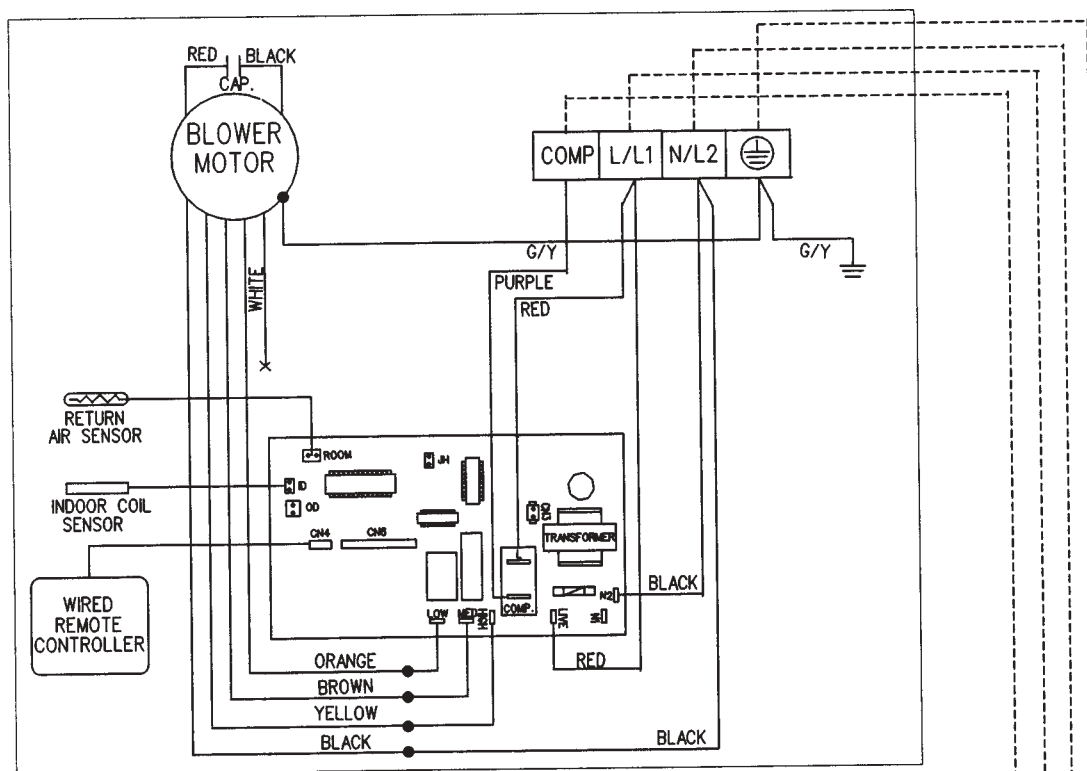 RED
BLACK
CAP.
BLOWER
MOTOR
COMP
L/L1
N/L2
G/Y
G/Y
PURPLE
RED
WHITE
RETURN
AIR SENSOR
ROOM
JH
ID
OD
INDOOR COIL
SENSOR
CN3
CN4
CN6
TRANSFORMER
L
COMP.
BLACK
N2
WIRED
REMOTE
CONTROLLER
LOW
MED
HIGH
LIVE
ORANGE
RED
BROWN
YELLOW
BLACK
BLACK